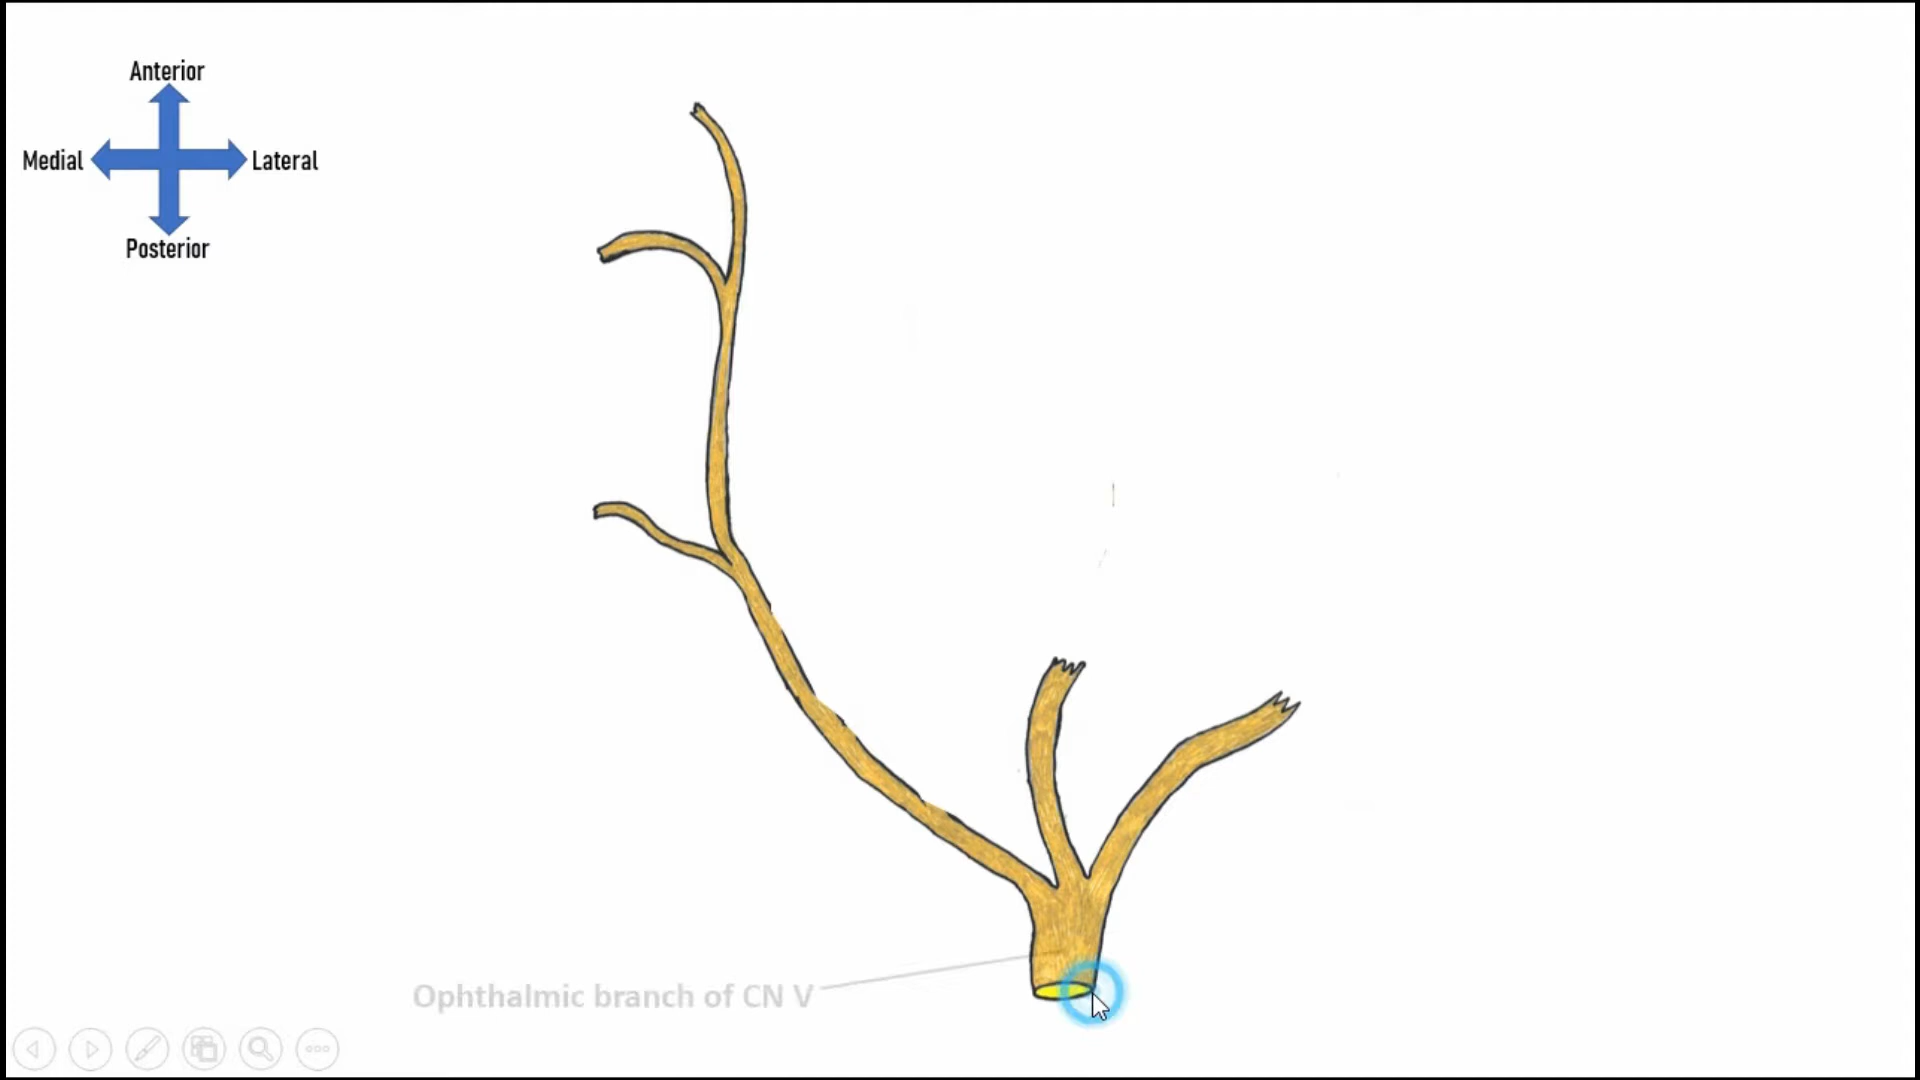 Anterior
Medial
Lateral
Posterior
Ophthalmic branch of CN V